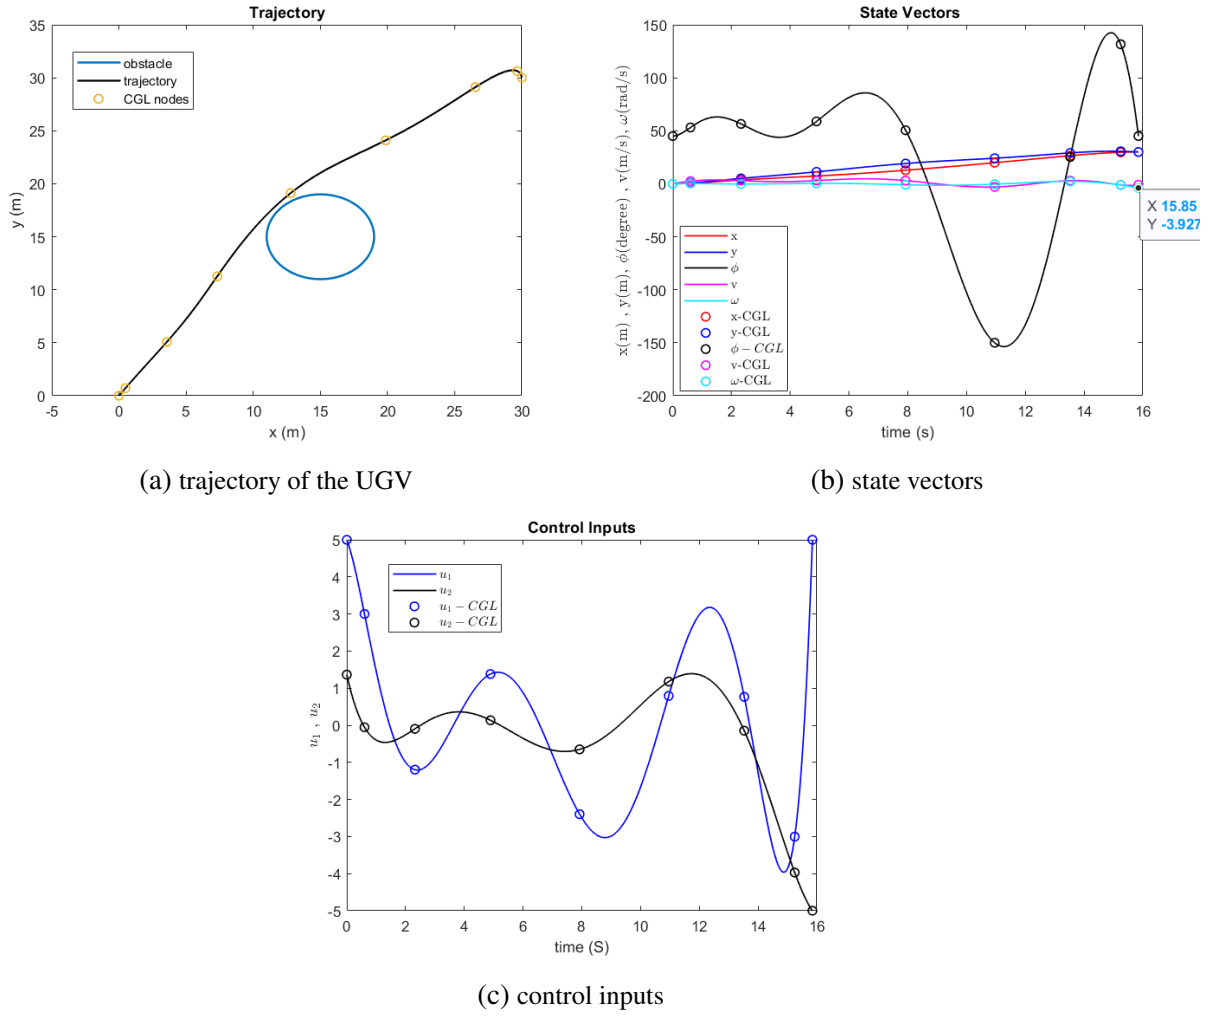 Trajectory
35
30
25
20
15
10
5
0
y (m)
obstacle
trajectory
CGL nodes
-5 0 5 10 15 20 25 30
x (m)
(a) trajectory of the UGV
State Vectors
150
100
50
0
-50
-100
-150
-200
x(m) , y(m), ϕ(degree) , v(m/s), ω(rad/s)
x
y
ϕ
v
ω
x-CGL
y-CGL
ϕ − CGL
v-CGL
ω-CGL
X 15.85
Y -3.927
0 2 4 6 8 10 12 14 16
time (s)
(b) state vectors
Control Inputs
5
4
3
2
1
0
-1
-2
-3
-4
-5
u₁ , u₂
u₁
u₂
u₁ − CGL
u₂ − CGL
0 2 4 6 8 10 12 14 16
time (S)
(c) control inputs